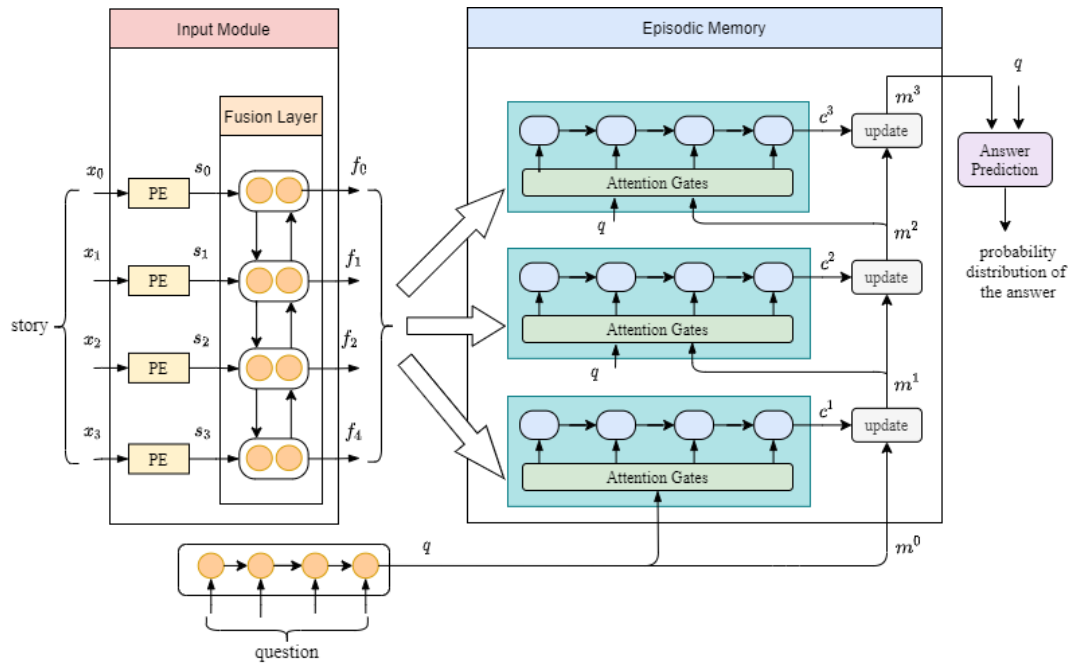 Input Module
Episodic Memory
Fusion Layer
story
x₀
PE
s₀
f₀
x₁
PE
s₁
f₁
x₂
PE
s₂
f₂
x₃
PE
s₃
f₄
c³
update
m³
Attention Gates
q
m²
c²
update
Attention Gates
q
m¹
c¹
update
Attention Gates
q
Answer
Prediction
probability
distribution of
the answer
q
m⁰
question